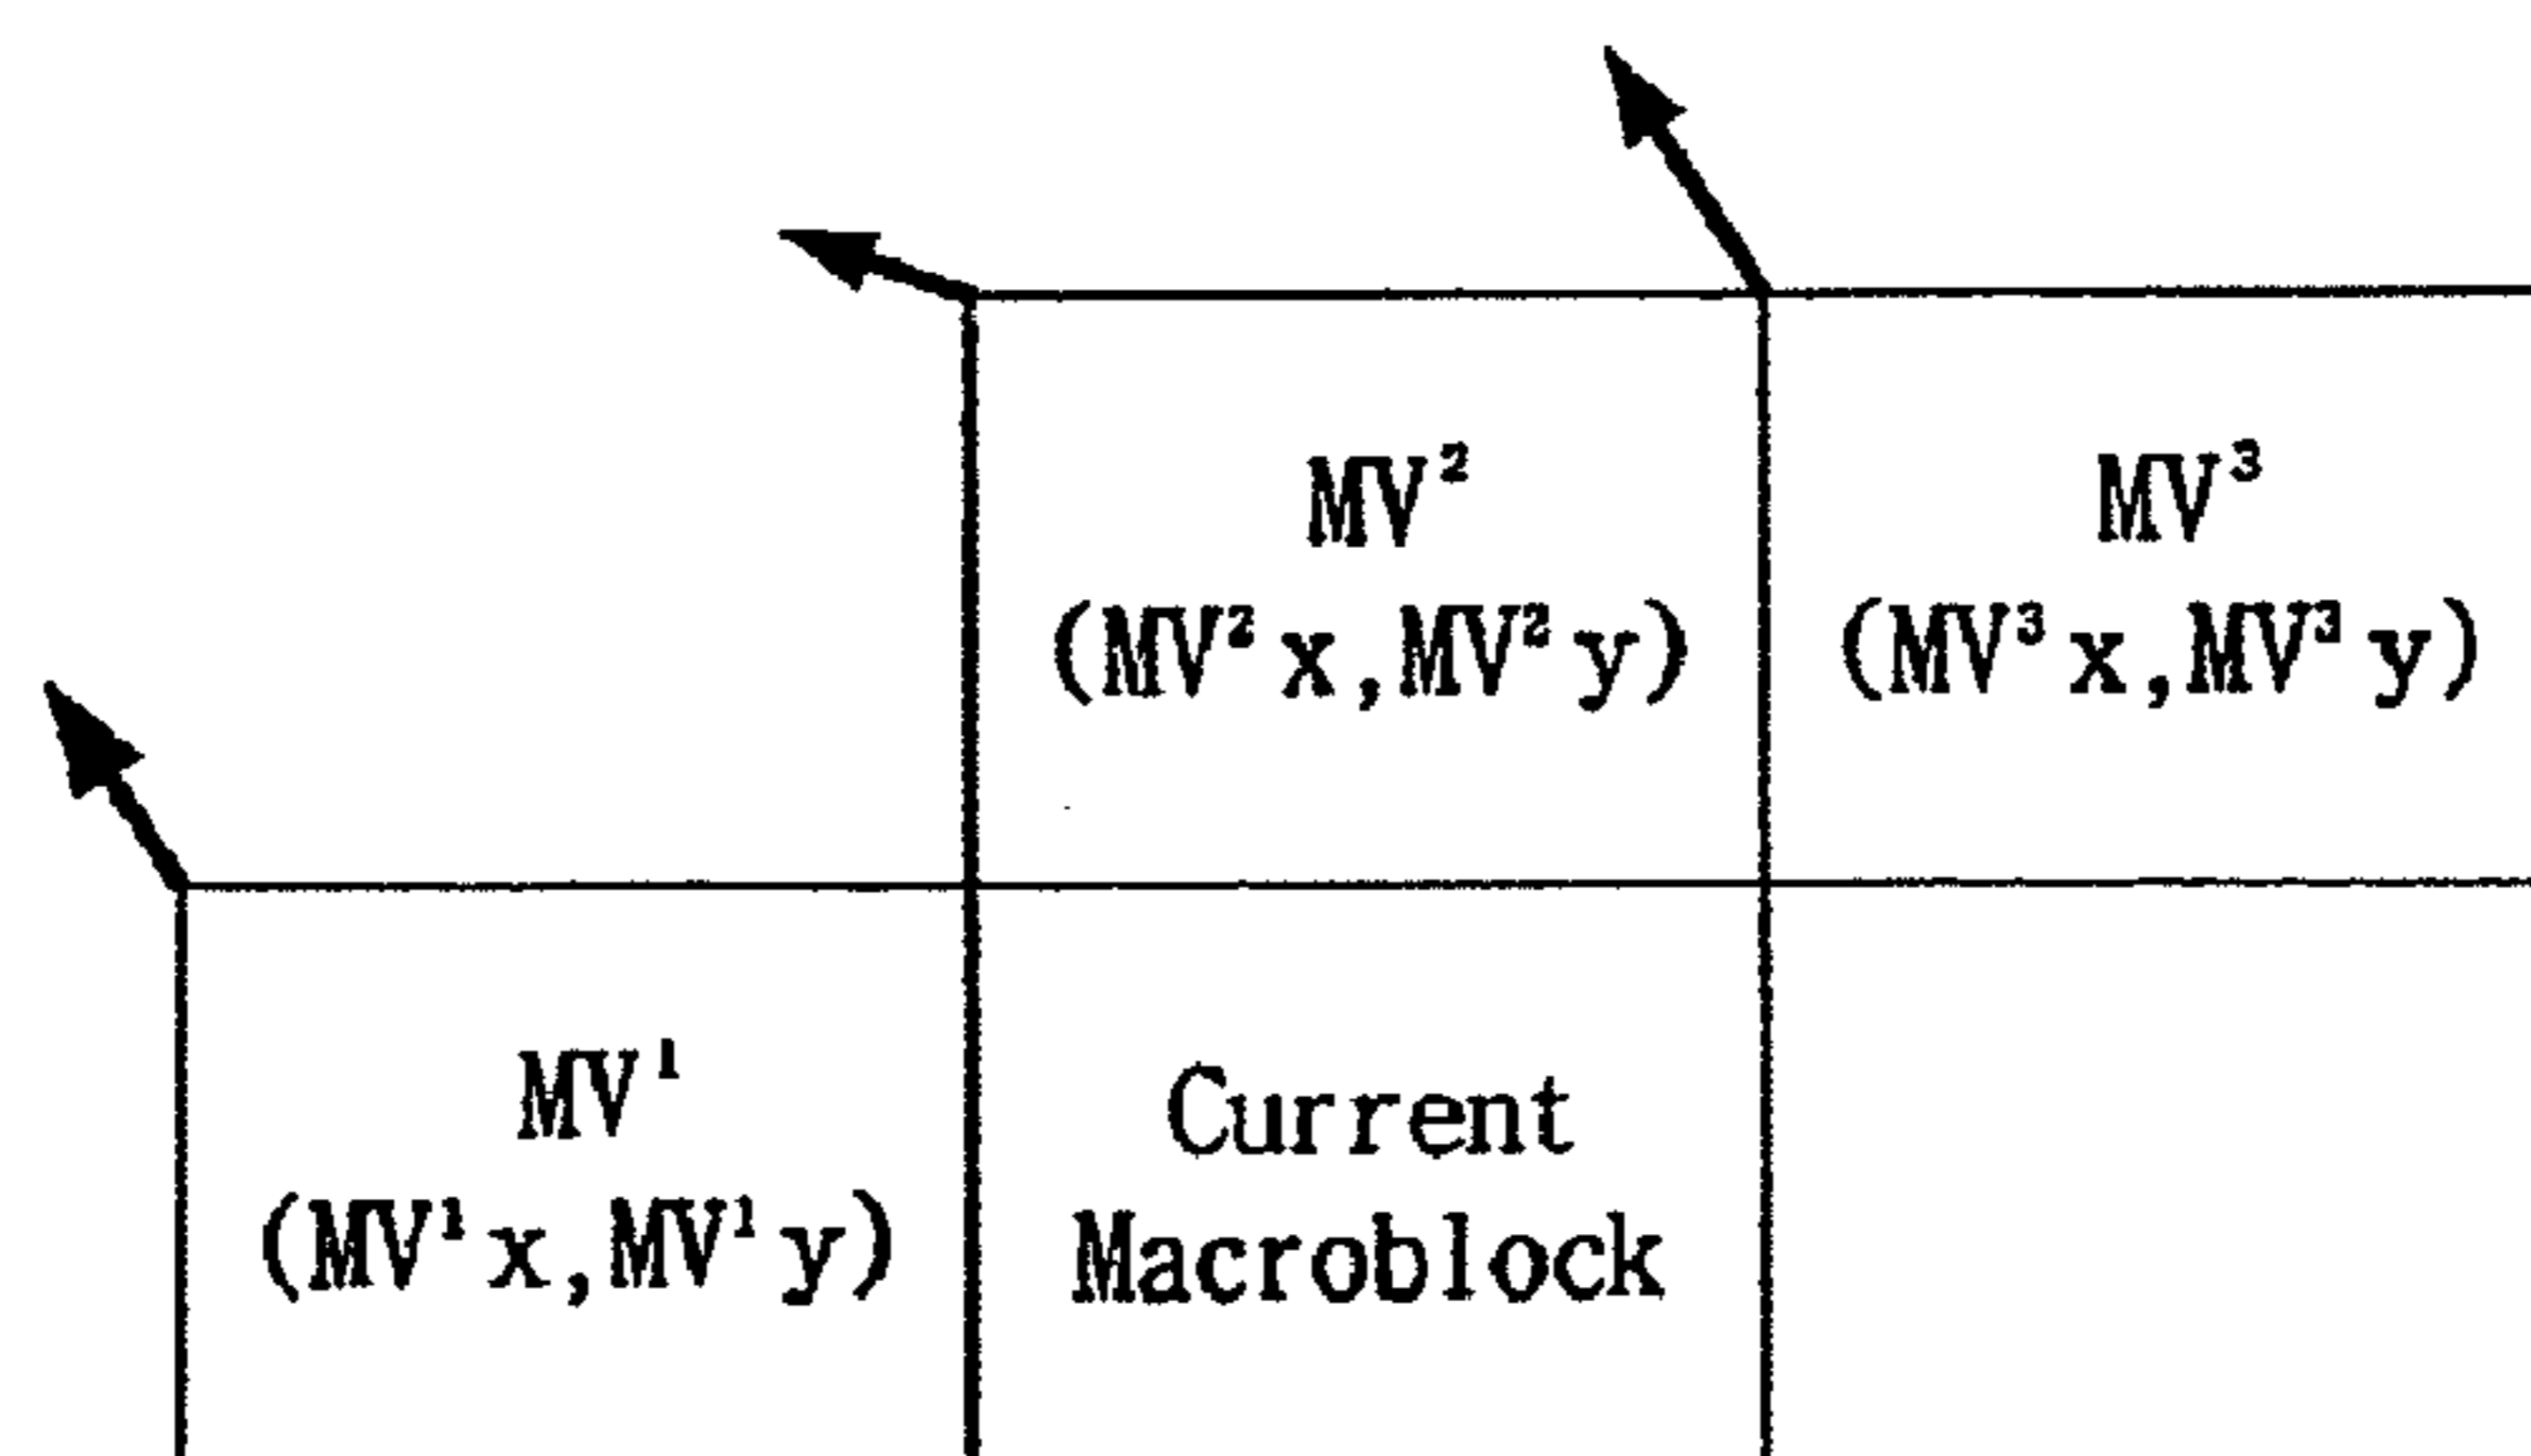 MV²
(MV²x,MV²y)
MV³
(MV³x,MV³y)
MV¹
(MV¹x,MV¹y)
Current
Macroblock